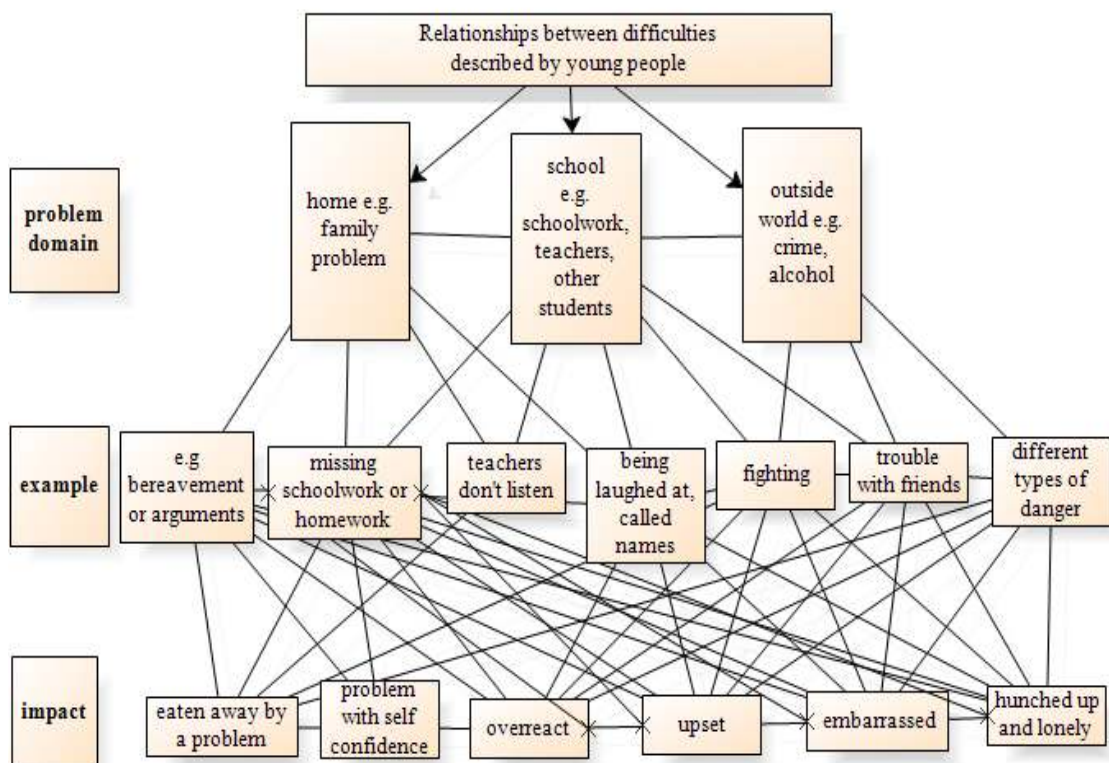 Relationships between difficulties
described by young people
problem
domain
home e.g.
family
problem
school
e.g.
schoolwork,
teachers,
other
students
outside
world e.g.
crime,
alcohol
example
e.g
bereavement
or arguments
missing
schoolwork or
homework
teachers
don't listen
being
laughed at,
called
names
fighting
trouble
with friends
different
types of
danger
impact
eaten away by
a problem
problem
with self
confidence
overreact
upset
embarrassed
hunched up
and lonely